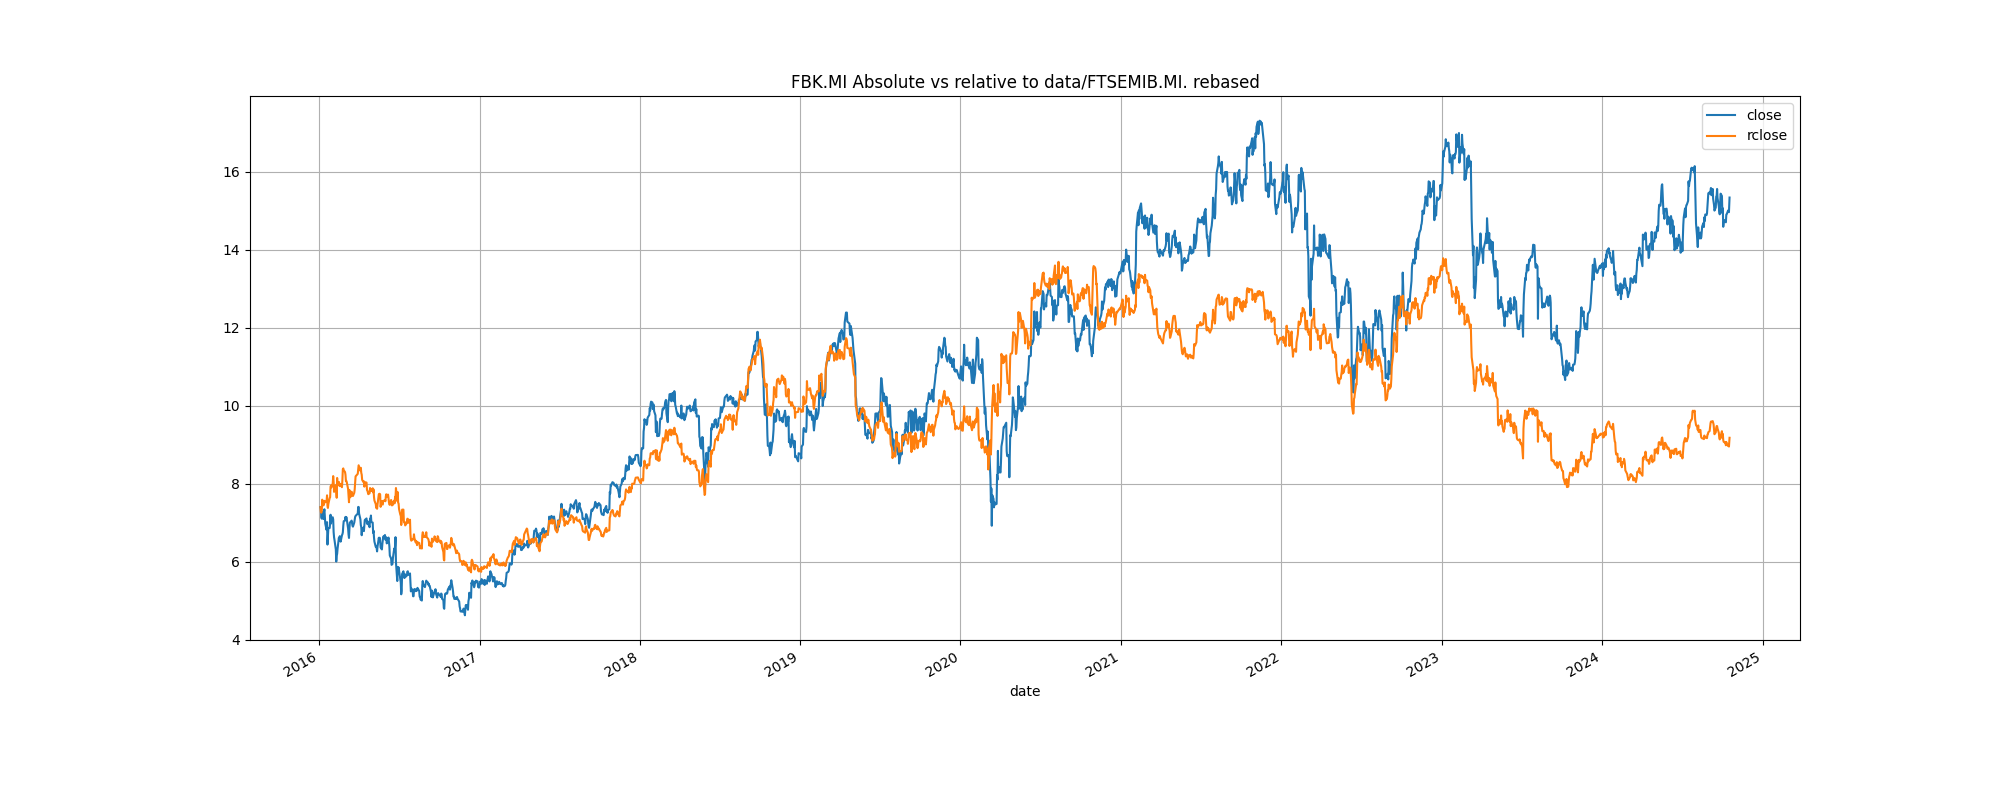 FBK.MI Absolute vs relative to data/FTSEMIB.MI. rebased
close
rclose
16
14
12
10
8
6
4
2016 2017 2018 2019 2020 2021 2022 2023 2024 2025
date